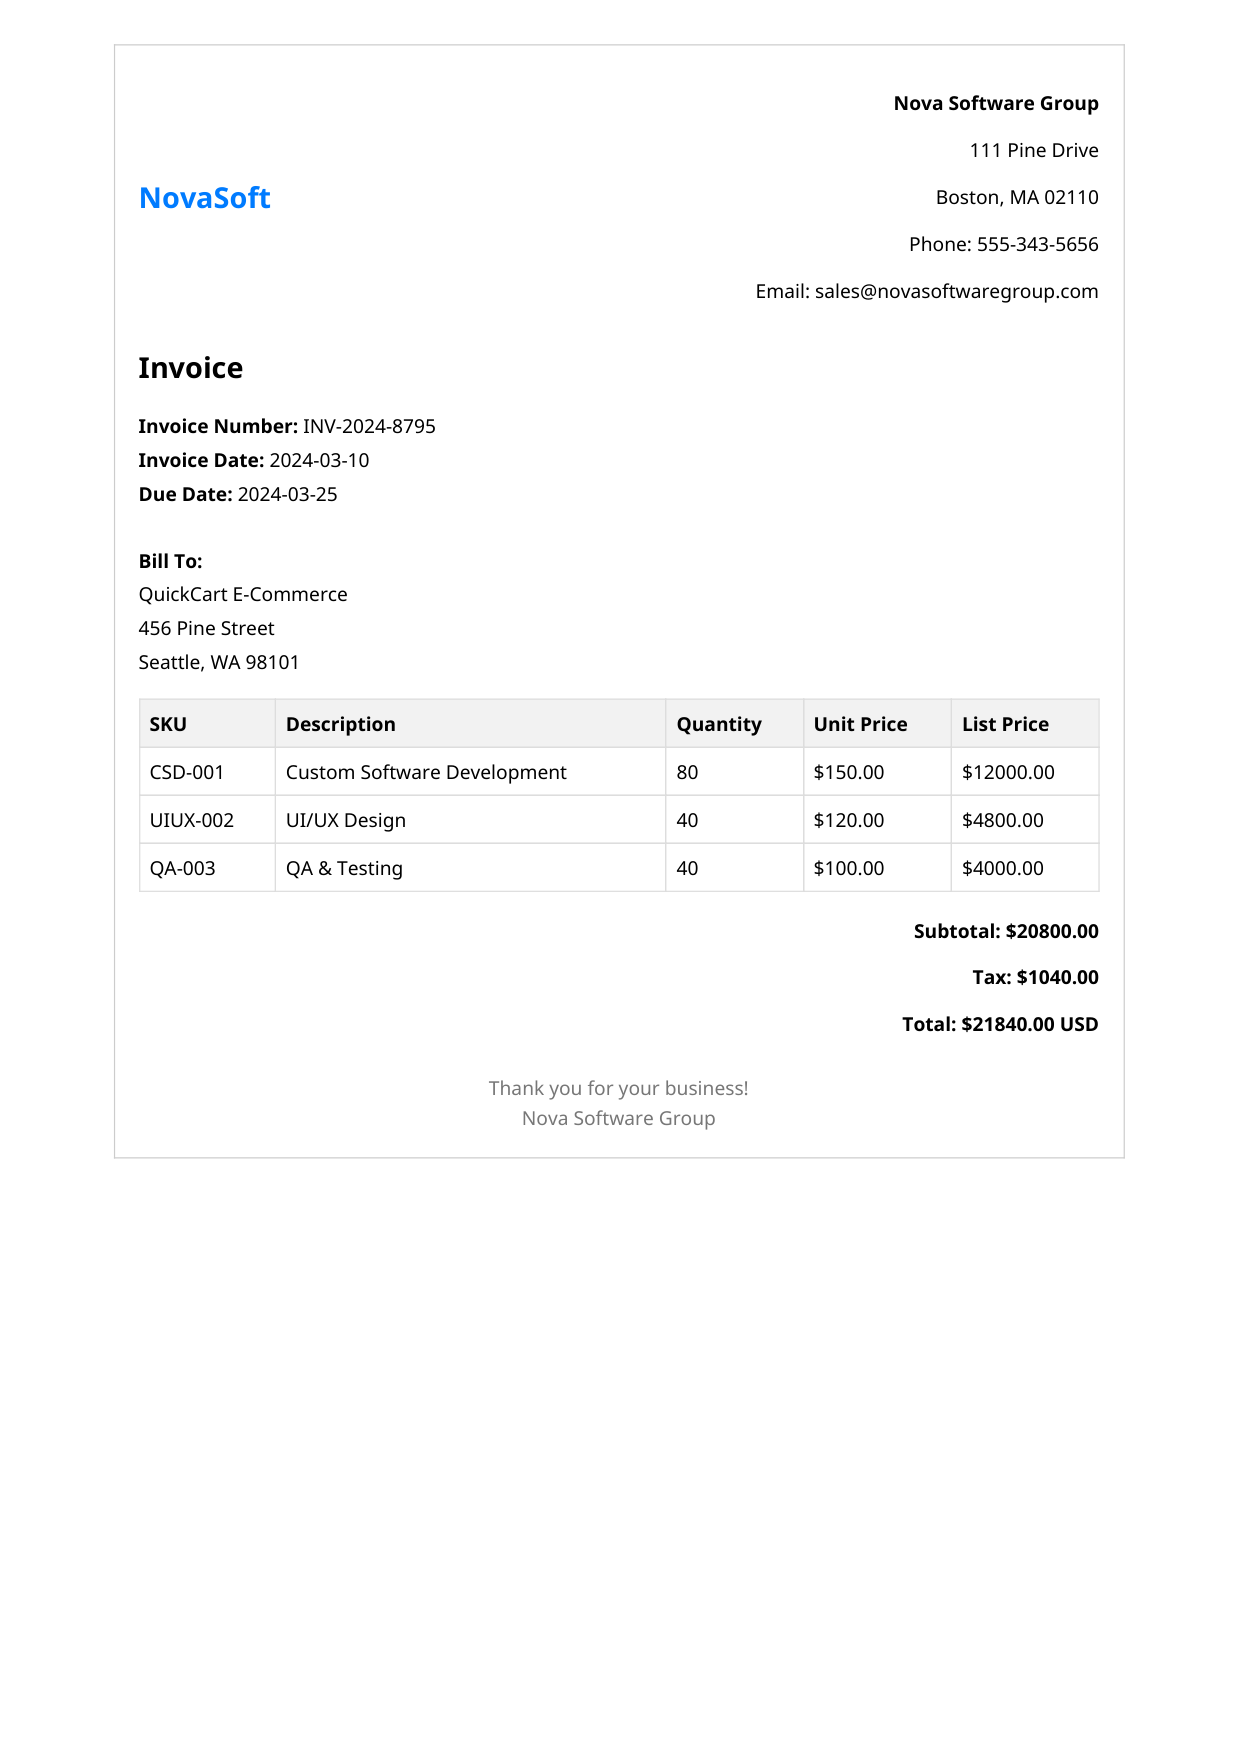 Nova Software Group
111 Pine Drive
NovaSoft
Boston, MA 02110
Phone: 555-343-5656
Email: sales@novasoftwaregroup.com
Invoice
Invoice Number: INV-2024-8795
Invoice Date: 2024-03-10
Due Date: 2024-03-25
Bill To:
QuickCart E-Commerce
456 Pine Street
Seattle, WA 98101
SKU Description Quantity Unit Price List Price
CSD-001 Custom Software Development 80 $150.00 $12000.00
UIUX-002 UI/UX Design 40 $120.00 $4800.00
QA-003 QA & Testing 40 $100.00 $4000.00
Subtotal: $20800.00
Tax: $1040.00
Total: $21840.00 USD
Thank you for your business!
Nova Software Group